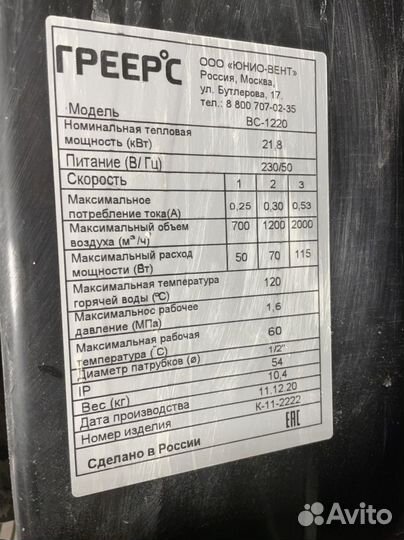 ГРЕЕР°С
ООО «ЮНИО-ВЕНТ»
Россия, Москва,
ул. Бутлерова, 17,
тел.: 8 800 707-02-35
Модель ВС-1220
Номинальная тепловая
мощность (кВт) 21,8
Питание (В/ Гц) 230/50
Скорость 1 2 3
Максимальное
потребление тока(А) 0,25 0,30 0,53
Максимальный объем
воздуха (м³/ч) 700 1200 2000
Максимальный расход
мощности (Вт) 50 70 115
Максимальная температура
горячей воды (°С) 120
Максимальное рабочее
давление (МПа) 1,6
Максимальная рабочая
температура (°С) 60
Диаметр патрубков (ø) 1/2"
IP 54
Вес (кг) 10,4
Дата производства 11.12.20
Номер изделия К-11-2222
Сделано в России
ЕАС
Avito